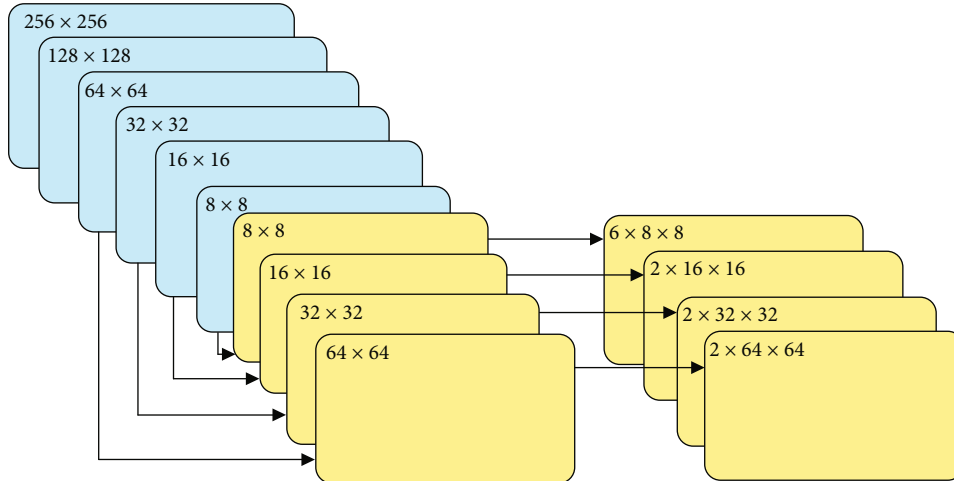 256 × 256
128 × 128
64 × 64
32 × 32
16 × 16
8 × 8
8 × 8
16 × 16
32 × 32
64 × 64
6 × 8 × 8
2 × 16 × 16
2 × 32 × 32
2 × 64 × 64